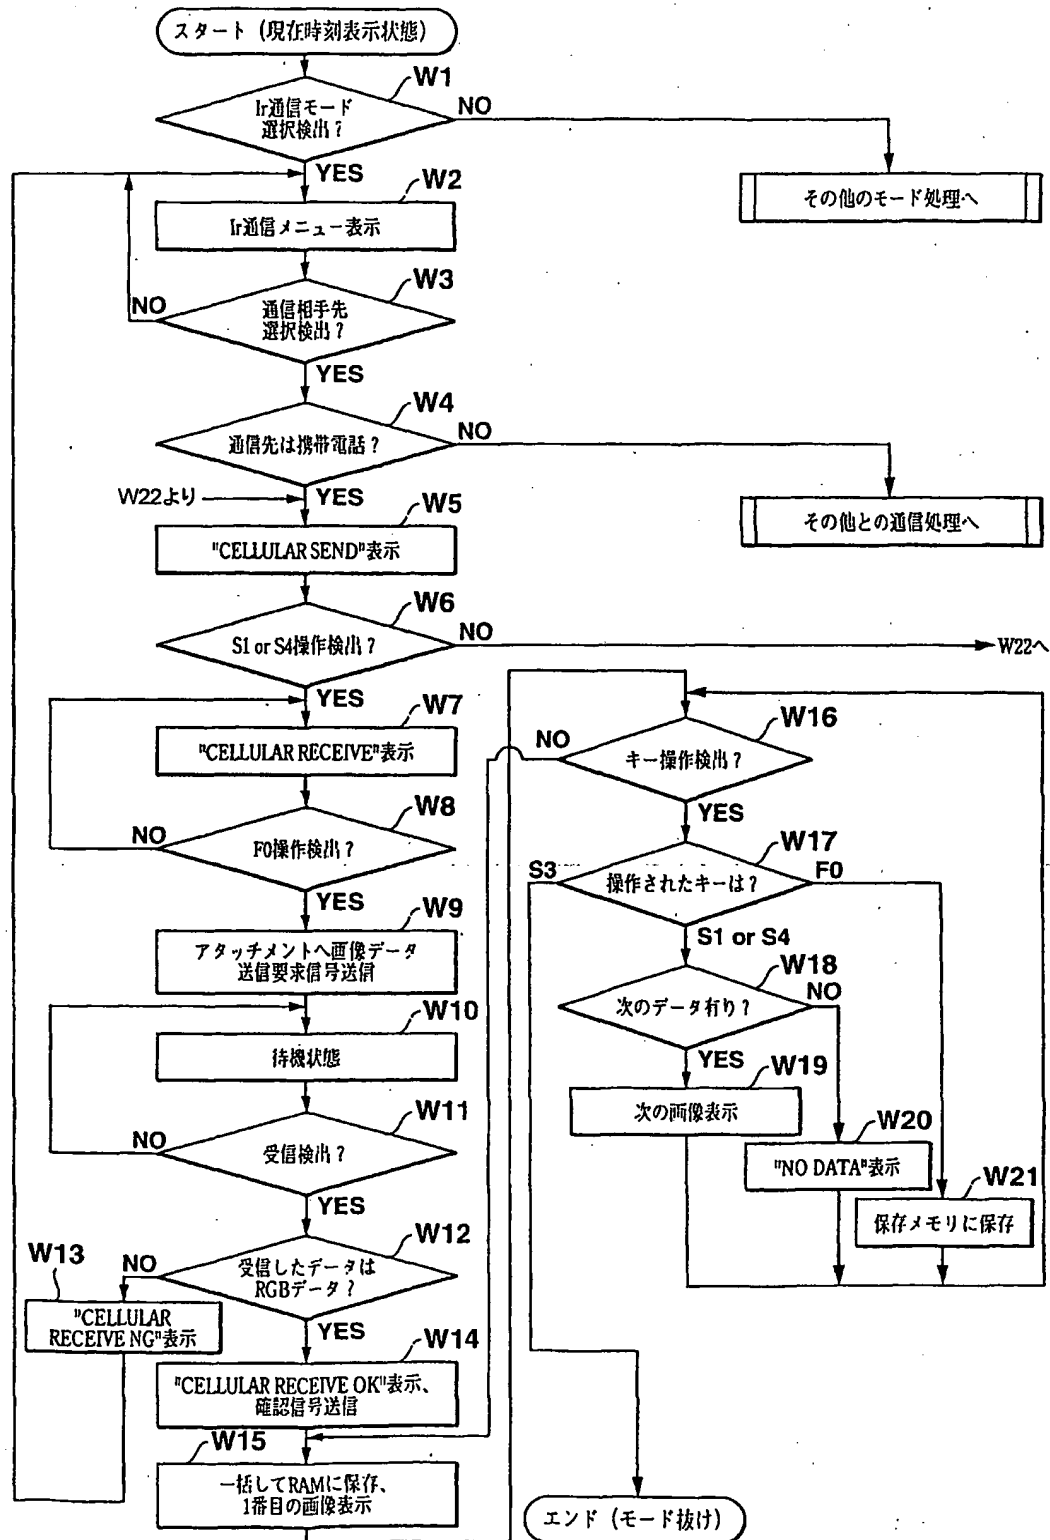 スタート (現在時刻表示状態)
W1
Ir通信モード
選択検出?
NO
YES
その他のモード処理へ
W2
Ir通信メニュー表示
W3
通信相手先
選択検出?
NO
YES
W4
通信先は携帯電話?
NO
YES
その他との通信処理へ
W22より
W5
"CELLULAR SEND"表示
W6
S1 or S4操作検出?
NO
W22へ
YES
W7
"CELLULAR RECEIVE"表示
W8
F0操作検出?
NO
YES
W9
アタッチメントへ画像データ
送信要求信号送信
W10
待機状態
W11
受信検出?
NO
YES
W12
受信したデータは
RGBデータ?
NO
YES
W13
"CELLULAR
RECEIVE NG"表示
W14
"CELLULAR RECEIVE OK"表示、
確認信号送信
W15
一括してRAMに保存、
1番目の画像表示
W16
キー操作検出?
NO
YES
W17
操作されたキーは?
S3
F0
S1 or S4
W18
次のデータ有り?
NO
YES
W19
次の画像表示
W20
"NO DATA"表示
W21
保存メモリに保存
エンド (モード抜け)